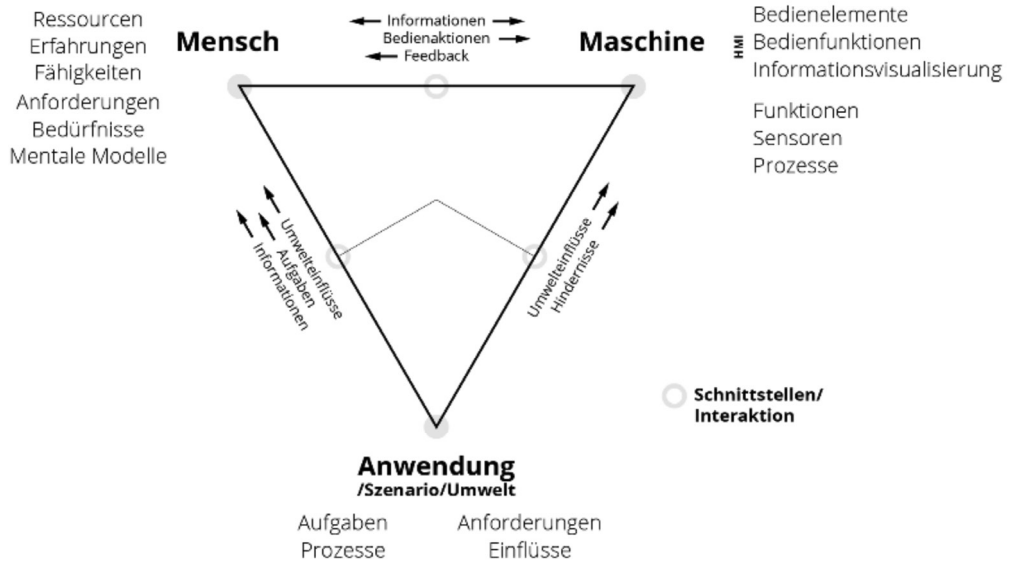 Ressourcen
Erfahrungen
Fähigkeiten
Anforderungen
Bedürfnisse
Mentale Modelle
Mensch
Informationen
Bedienaktionen
Feedback
Maschine
HMI
Bedienelemente
Bedienfunktionen
Informationsvisualisierung
Funktionen
Sensoren
Prozesse
Umwelteinflüsse
Aufgaben
Informationen
Umwelteinflüsse
Hindernisse
Schnittstellen/
Interaktion
Anwendung
/Szenario/Umwelt
Aufgaben
Prozesse
Anforderungen
Einflüsse